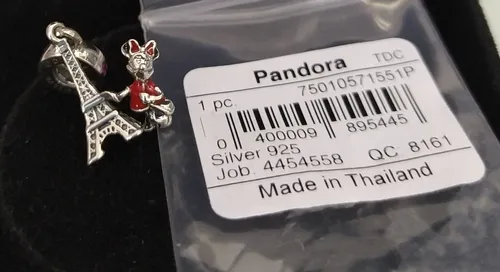 Pandora TDC
1 pc. 75010571551P
0 400009 895445
Silver 925
Job. 4454558 QC 8161
Made in Thailand